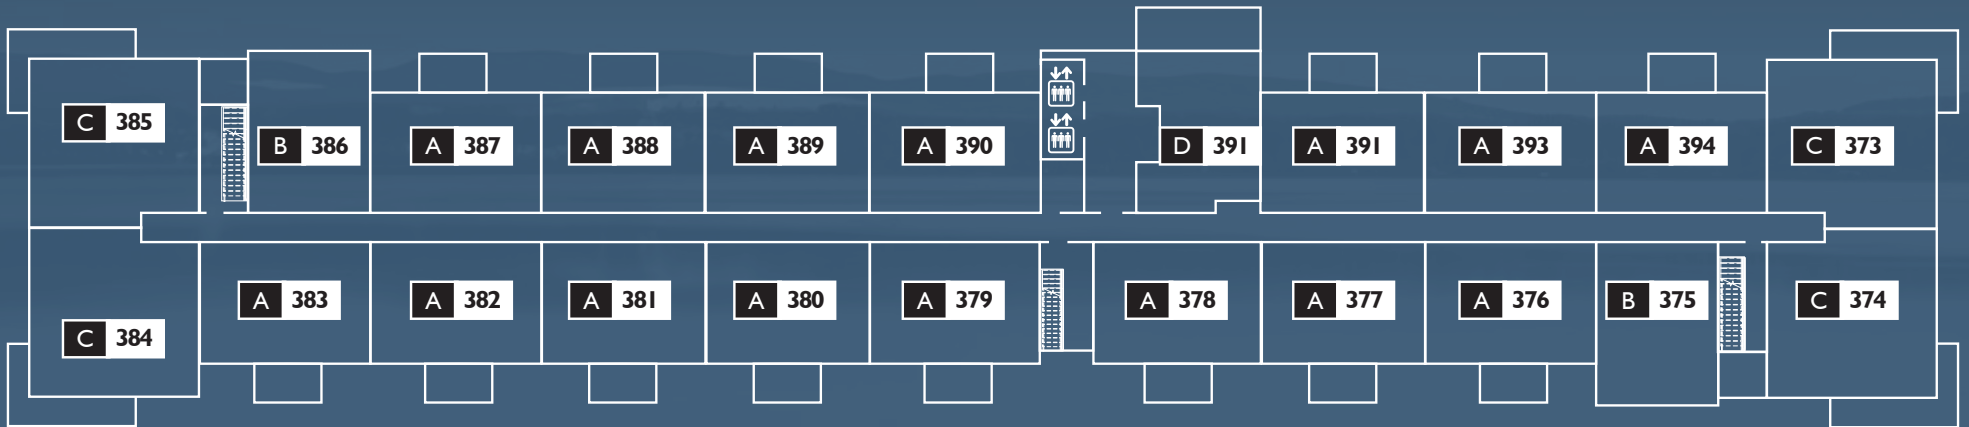 C 385
B 386
A 387
A 388
A 389
A 390
D 391
A 391
A 393
A 394
C 373
C 384
A 383
A 382
A 381
A 380
A 379
A 378
A 377
A 376
B 375
C 374